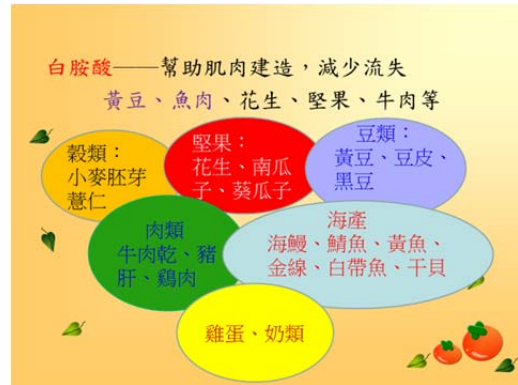 白胺酸——幫助肌肉建造，減少流失
黃豆、魚肉、花生、堅果、牛肉等
穀類：
小麥胚芽
薏仁
堅果：
花生、南瓜
子、葵瓜子
豆類：
黃豆、豆皮、
黑豆
肉類
牛肉乾、豬
肝、鷄肉
海產
海鰻、鯖魚、黃魚、
金線、白帶魚、干貝
雞蛋、奶類